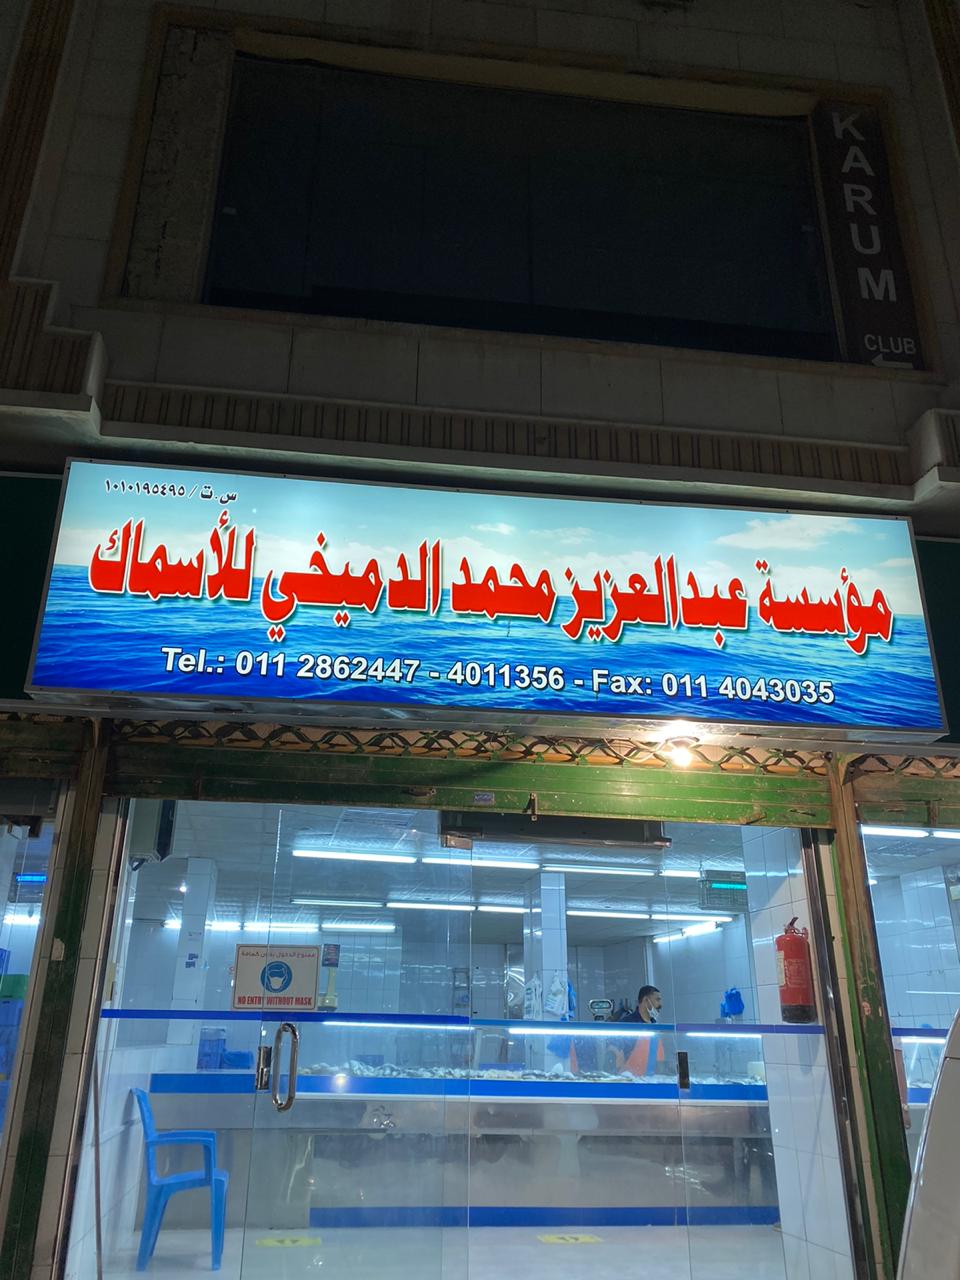 KARUM
CLUB
س.ت/ ١٠١٠١٩٥٤٩٥
مؤسسة عبدالعزيز محمد الدميخي للأسماك
Tel.: 011 2862447 - 4011356 - Fax: 011 4043035
ممنوع الدخول بدون كمامة
NO ENTRY WITHOUT MASK